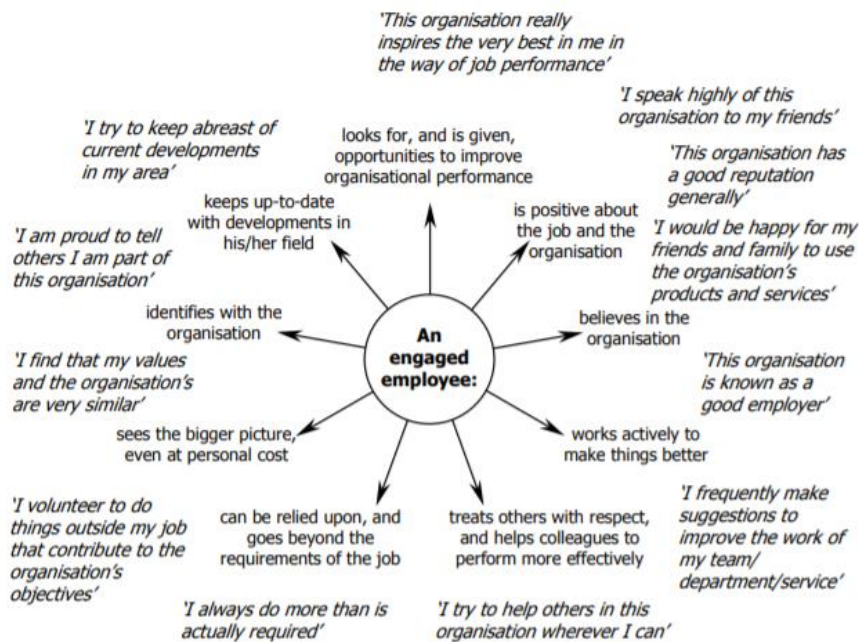 'This organisation really
inspires the very best in me in
the way of job performance'
'I speak highly of this
organisation to my friends'
'I try to keep abreast of
current developments
in my area'
looks for, and is given,
opportunities to improve
organisational performance
'This organisation has
a good reputation
generally'
keeps up-to-date
with developments in
his/her field
is positive about
the job and the
organisation
'I would be happy for my
friends and family to use
the organisation's
products and services'
'I am proud to tell
others I am part of
this organisation'
identifies with the
organisation
An
engaged
employee:
believes in the
organisation
'I find that my values
and the organisation's
are very similar'
'This organisation
is known as a
good employer'
sees the bigger picture,
even at personal cost
works actively to
make things better
'I volunteer to do
things outside my job
that contribute to the
organisation's
objectives'
can be relied upon, and
goes beyond the
requirements of the job
treats others with respect,
and helps colleagues to
perform more effectively
'I frequently make
suggestions to
improve the work of
my team/
department/service'
'I always do more than is
actually required'
'I try to help others in this
organisation wherever I can'